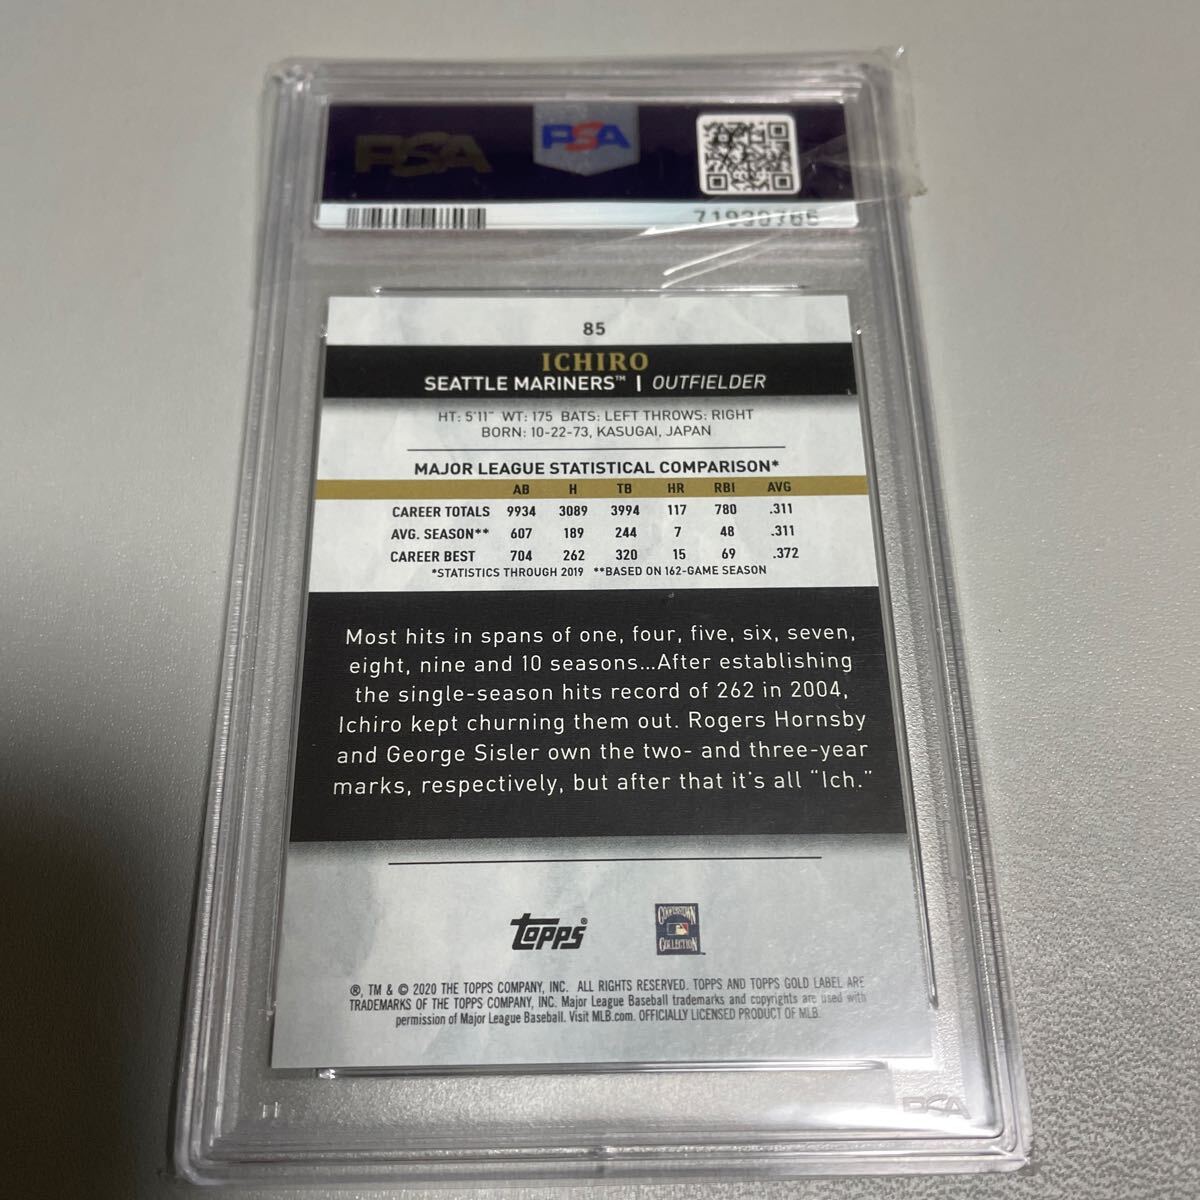 PSA PSA
71930765
85
ICHIRO
SEATTLE MARINERS™ | OUTFIELDER
HT: 5'11" WT: 175 BATS: LEFT THROWS: RIGHT
BORN: 10-22-73, KASUGAI, JAPAN
MAJOR LEAGUE STATISTICAL COMPARISON*
AB H TB HR RBI AVG
CAREER TOTALS 9934 3089 3994 117 780 .311
AVG. SEASON** 607 189 244 7 48 .311
CAREER BEST 704 262 320 15 69 .372
*STATISTICS THROUGH 2019 **BASED ON 162-GAME SEASON
Most hits in spans of one, four, five, six, seven,
eight, nine and 10 seasons...After establishing
the single-season hits record of 262 in 2004,
Ichiro kept churning them out. Rogers Hornsby
and George Sisler own the two- and three-year
marks, respectively, but after that it's all "Ich."
topps®
COOPERSTOWN
COLLECTION™
®, TM & © 2020 THE TOPPS COMPANY, INC. ALL RIGHTS RESERVED. TOPPS AND TOPPS GOLD LABEL ARE
TRADEMARKS OF THE TOPPS COMPANY, INC. Major League Baseball trademarks and copyrights are used with
permission of Major League Baseball. Visit MLB.com. OFFICIALLY LICENSED PRODUCT OF MLB.
PSA